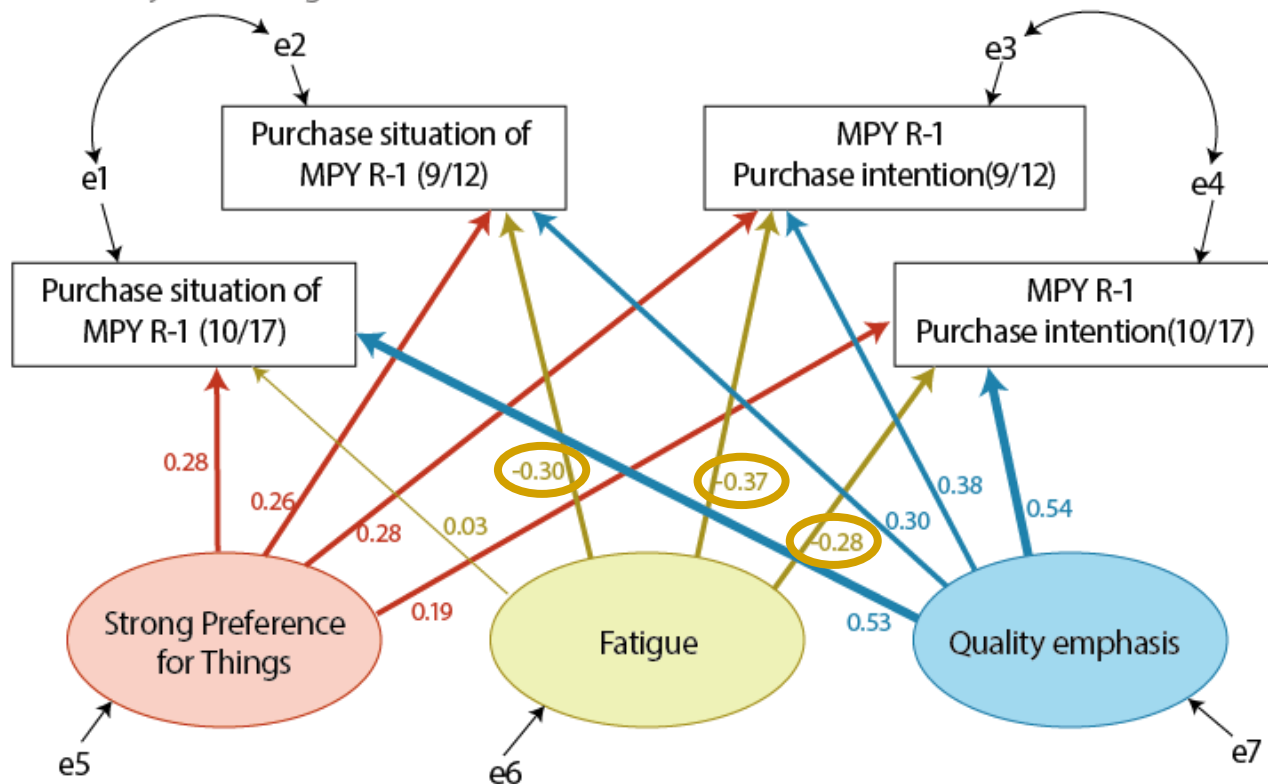 e2
e3
Purchase situation of
MPY R-1 (9/12)
MPY R-1
Purchase intention(9/12)
e1
e4
Purchase situation of
MPY R-1 (10/17)
MPY R-1
Purchase intention(10/17)
0.28
0.26
0.28
0.03
-0.30
-0.37
-0.28
0.30
0.38
0.54
0.19
0.53
Strong Preference
for Things
Fatigue
Quality emphasis
e5
e6
e7